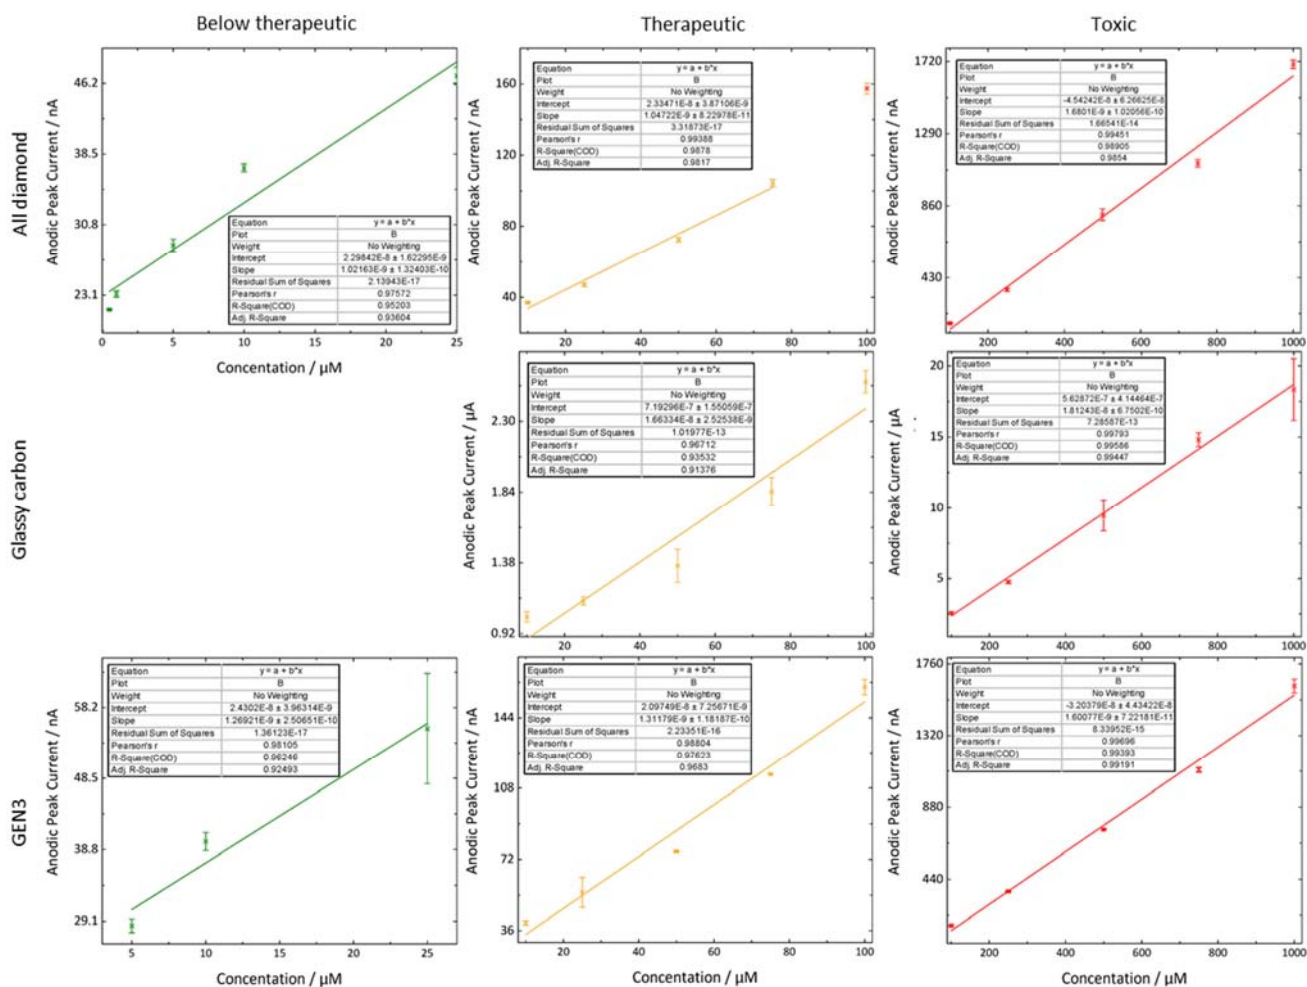 Below therapeutic
Therapeutic
Toxic
All diamond
Anodic Peak Current / nA
46.2
38.5
30.8
23.1
Equation y = a + b*x
Plot B
Weight No Weighting
Intercept 2.29842E-8 ± 1.62295E-9
Slope 1.02163E-9 ± 1.32403E-10
Residual Sum of Squares 2.13943E-17
Pearson's r 0.97572
R-Square(COD) 0.95203
Adj. R-Square 0.93604
0 5 10 15 20 25
Concentation / µM
Anodic Peak Current / nA
160
120
80
40
Equation y = a + b*x
Plot B
Weight No Weighting
Intercept 2.33471E-8 ± 3.87106E-9
Slope 1.04722E-9 ± 8.22978E-11
Residual Sum of Squares 3.31873E-17
Pearson's r 0.99388
R-Square(COD) 0.9878
Adj. R-Square 0.9817
20 40 60 80 100
Anodic Peak Current / nA
1720
1290
860
430
Equation y = a + b*x
Plot B
Weight No Weighting
Intercept -4.54242E-8 ± 6.26625E-8
Slope 1.6801E-9 ± 1.02056E-10
Residual Sum of Squares 1.66541E-14
Pearson's r 0.99451
R-Square(COD) 0.98905
Adj. R-Square 0.9854
200 400 600 800 1000
Glassy carbon
Anodic Peak Current / µA
2.30
1.84
1.38
0.92
Equation y = a + b*x
Plot B
Weight No Weighting
Intercept 7.19296E-7 ± 1.55059E-7
Slope 1.66334E-8 ± 2.52538E-9
Residual Sum of Squares 1.01977E-13
Pearson's r 0.96712
R-Square(COD) 0.93532
Adj. R-Square 0.91376
20 40 60 80 100
Anodic Peak Current / µA
20
15
10
5
Equation y = a + b*x
Plot B
Weight No Weighting
Intercept 5.62872E-7 ± 4.14464E-7
Slope 1.81243E-8 ± 6.7502E-10
Residual Sum of Squares 7.28587E-13
Pearson's r 0.99793
R-Square(COD) 0.99586
Adj. R-Square 0.99447
200 400 600 800 1000
GEN3
Anodic Peak Current / nA
58.2
48.5
38.8
29.1
Equation y = a + b*x
Plot B
Weight No Weighting
Intercept 2.4302E-8 ± 3.96314E-9
Slope 1.26921E-9 ± 2.50651E-10
Residual Sum of Squares 1.36123E-17
Pearson's r 0.98105
R-Square(COD) 0.96246
Adj. R-Square 0.92493
5 10 15 20 25
Concentation / µM
Anodic Peak Current / nA
144
108
72
36
Equation y = a + b*x
Plot B
Weight No Weighting
Intercept 2.09749E-8 ± 7.25671E-9
Slope 1.31179E-9 ± 1.18187E-10
Residual Sum of Squares 2.23351E-16
Pearson's r 0.98804
R-Square(COD) 0.97623
Adj. R-Square 0.9683
20 40 60 80 100
Concentation / µM
Anodic Peak Current / nA
1760
1320
880
440
Equation y = a + b*x
Plot B
Weight No Weighting
Intercept -3.20379E-8 ± 4.43422E-8
Slope 1.60077E-9 ± 7.22181E-11
Residual Sum of Squares 8.33952E-15
Pearson's r 0.99696
R-Square(COD) 0.99393
Adj. R-Square 0.99191
200 400 600 800 1000
Concentation / µM